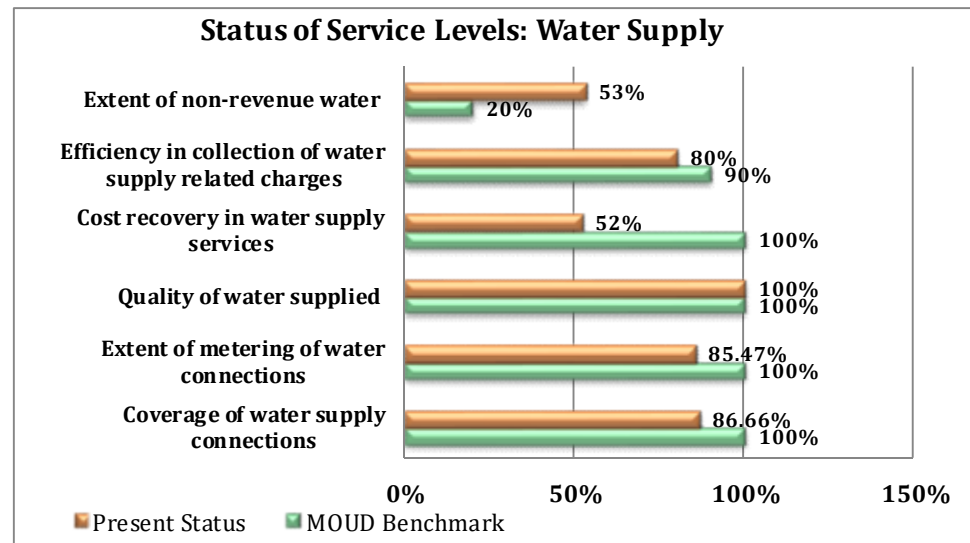 Status of Service Levels: Water Supply
Extent of non-revenue water
53%
20%
Efficiency in collection of water
supply related charges
80%
90%
Cost recovery in water supply
services
52%
100%
Quality of water supplied
100%
100%
Extent of metering of water
connections
85.47%
100%
Coverage of water supply
connections
86.66%
100%
0% 50% 100% 150%
Present Status MOUD Benchmark